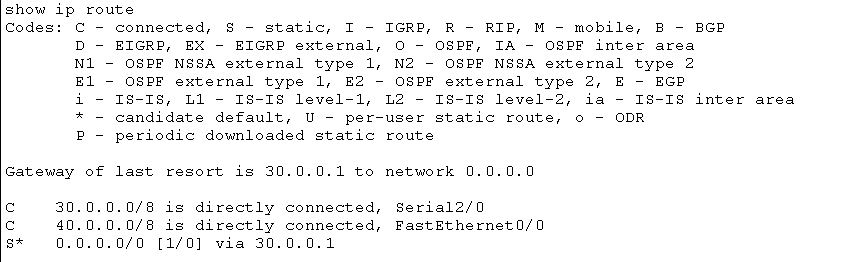 show ip route
Codes: C - connected, S - static, I - IGRP, R - RIP, M - mobile, B - BGP
D - EIGRP, EX - EIGRP external, O - OSPF, IA - OSPF inter area
N1 - OSPF NSSA external type 1, N2 - OSPF NSSA external type 2
E1 - OSPF external type 1, E2 - OSPF external type 2, E - EGP
i - IS-IS, L1 - IS-IS level-1, L2 - IS-IS level-2, ia - IS-IS inter area
* - candidate default, U - per-user static route, o - ODR
P - periodic downloaded static route
Gateway of last resort is 30.0.0.1 to network 0.0.0.0
C 30.0.0.0/8 is directly connected, Serial2/0
C 40.0.0.0/8 is directly connected, FastEthernet0/0
S* 0.0.0.0/0 [1/0] via 30.0.0.1